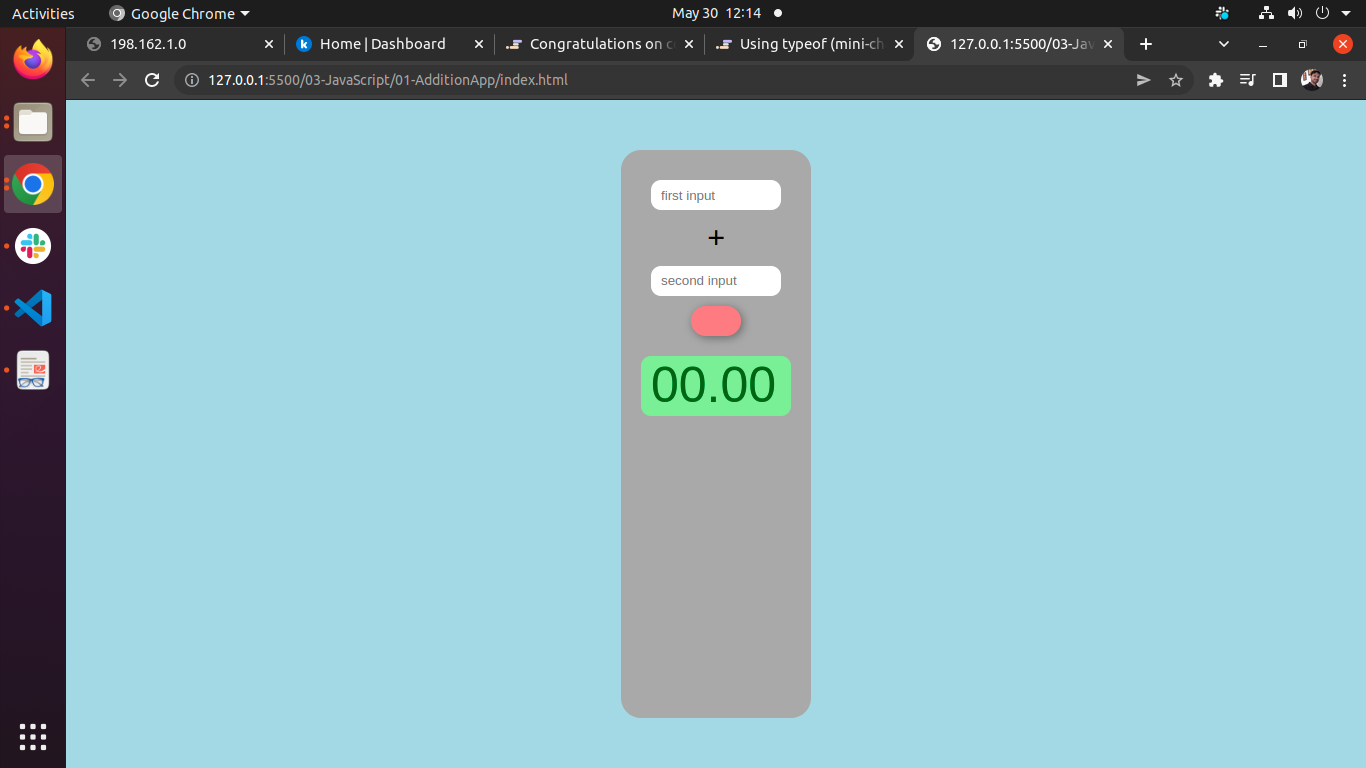 Activities
Google Chrome
May 30 12:14
198.162.1.0
Home | Dashboard
Congratulations on c
Using typeof (mini-ch
127.0.0.1:5500/03-Jav
127.0.0.1:5500/03-JavaScript/01-AdditionApp/index.html
first input
+
second input
00.00